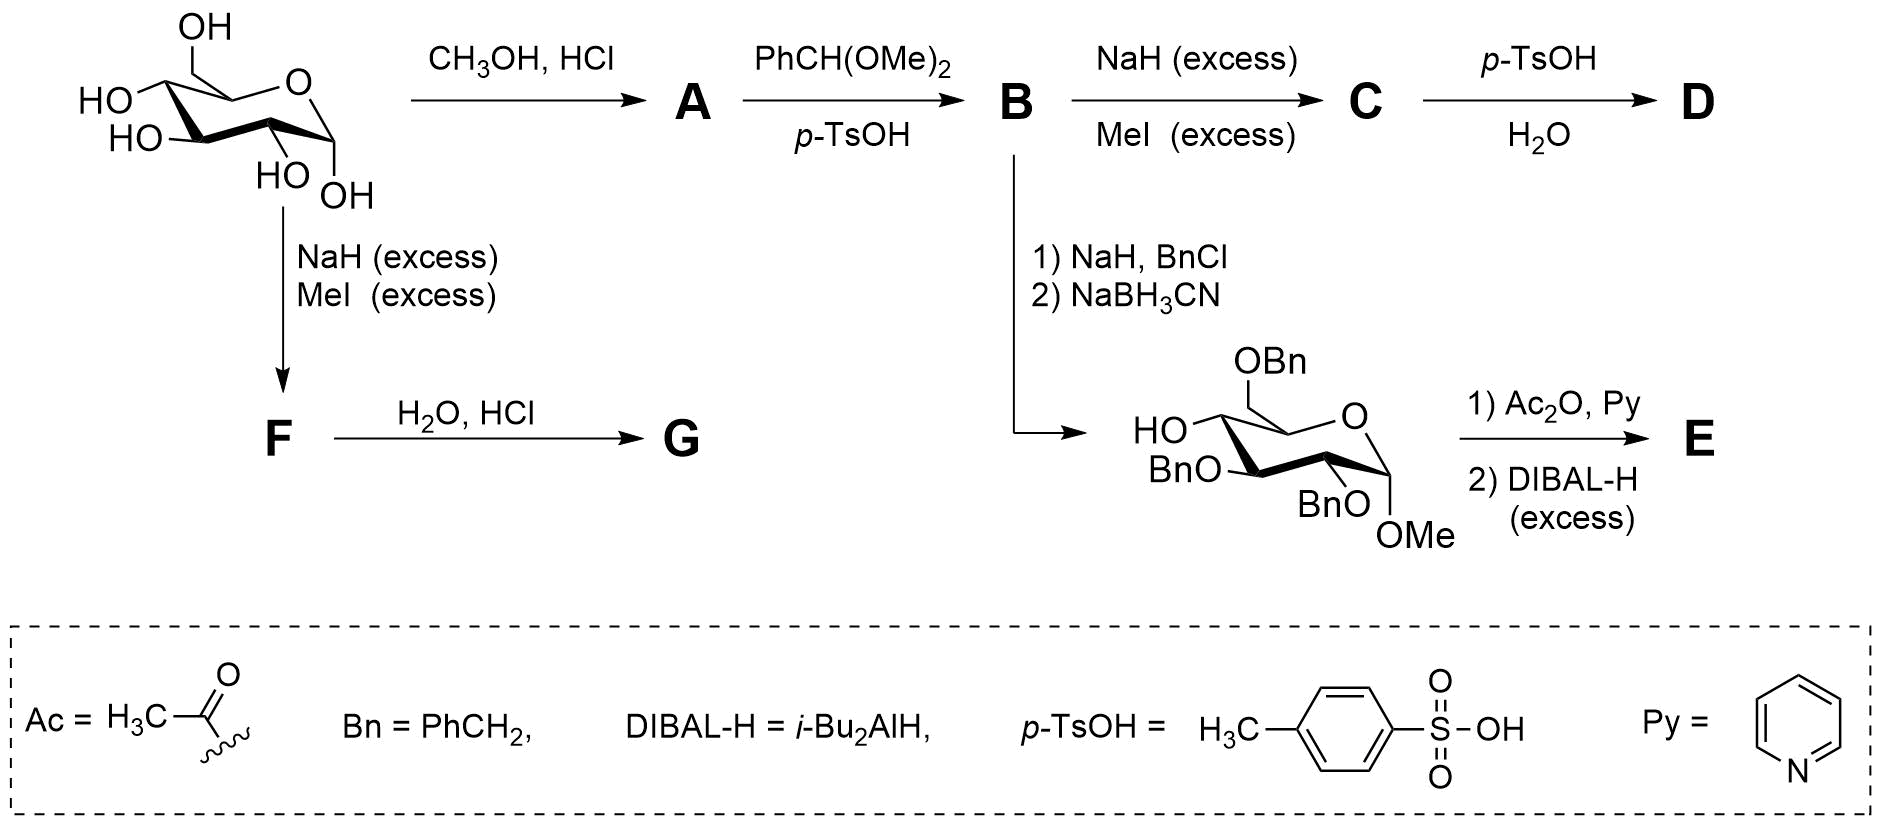 OH
O
HO
HO
HO
OH
CH₃OH, HCl
A
PhCH(OMe)₂
p-TsOH
B
NaH (excess)
MeI (excess)
C
p-TsOH
H₂O
D
NaH (excess)
MeI (excess)
1) NaH, BnCl
2) NaBH₃CN
F
H₂O, HCl
G
OBn
O
HO
BnO
BnO
OMe
1) Ac₂O, Py
2) DIBAL-H
(excess)
E
Ac = H₃C O
Bn = PhCH₂,
DIBAL-H = i-Bu₂AlH,
p-TsOH = H₃C S O O OH
Py = N